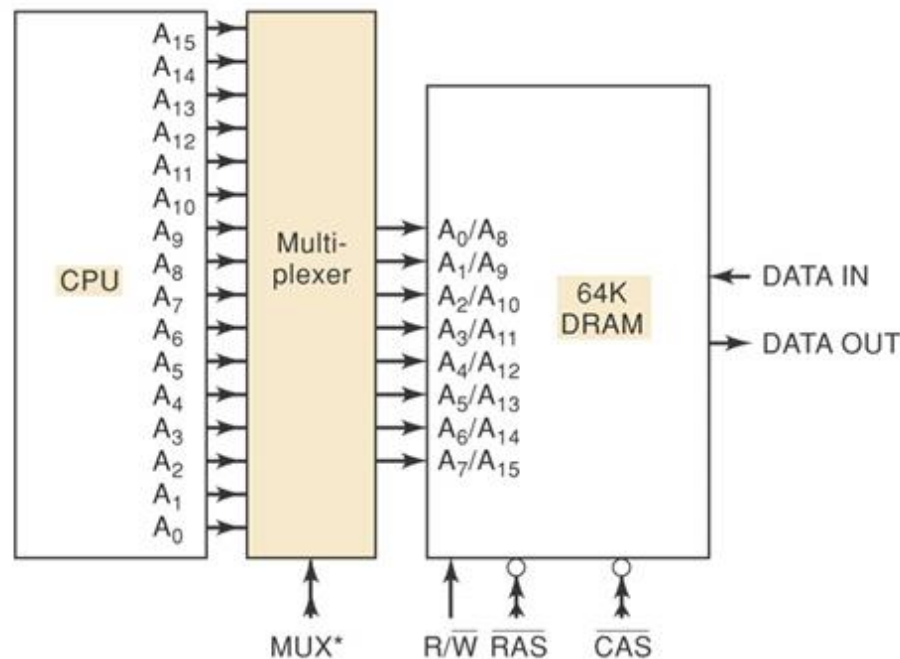 A₁₅
A₁₄
A₁₃
A₁₂
A₁₁
A₁₀
A₉
A₈
A₇
A₆
A₅
A₄
A₃
A₂
A₁
A₀
CPU
Multi-
plexer
MUX*
A₀/A₈
A₁/A₉
A₂/A₁₀
A₃/A₁₁
A₄/A₁₂
A₅/A₁₃
A₆/A₁₄
A₇/A₁₅
64K
DRAM
DATA IN
DATA OUT
R/W̅
R̅A̅S̅
C̅A̅S̅